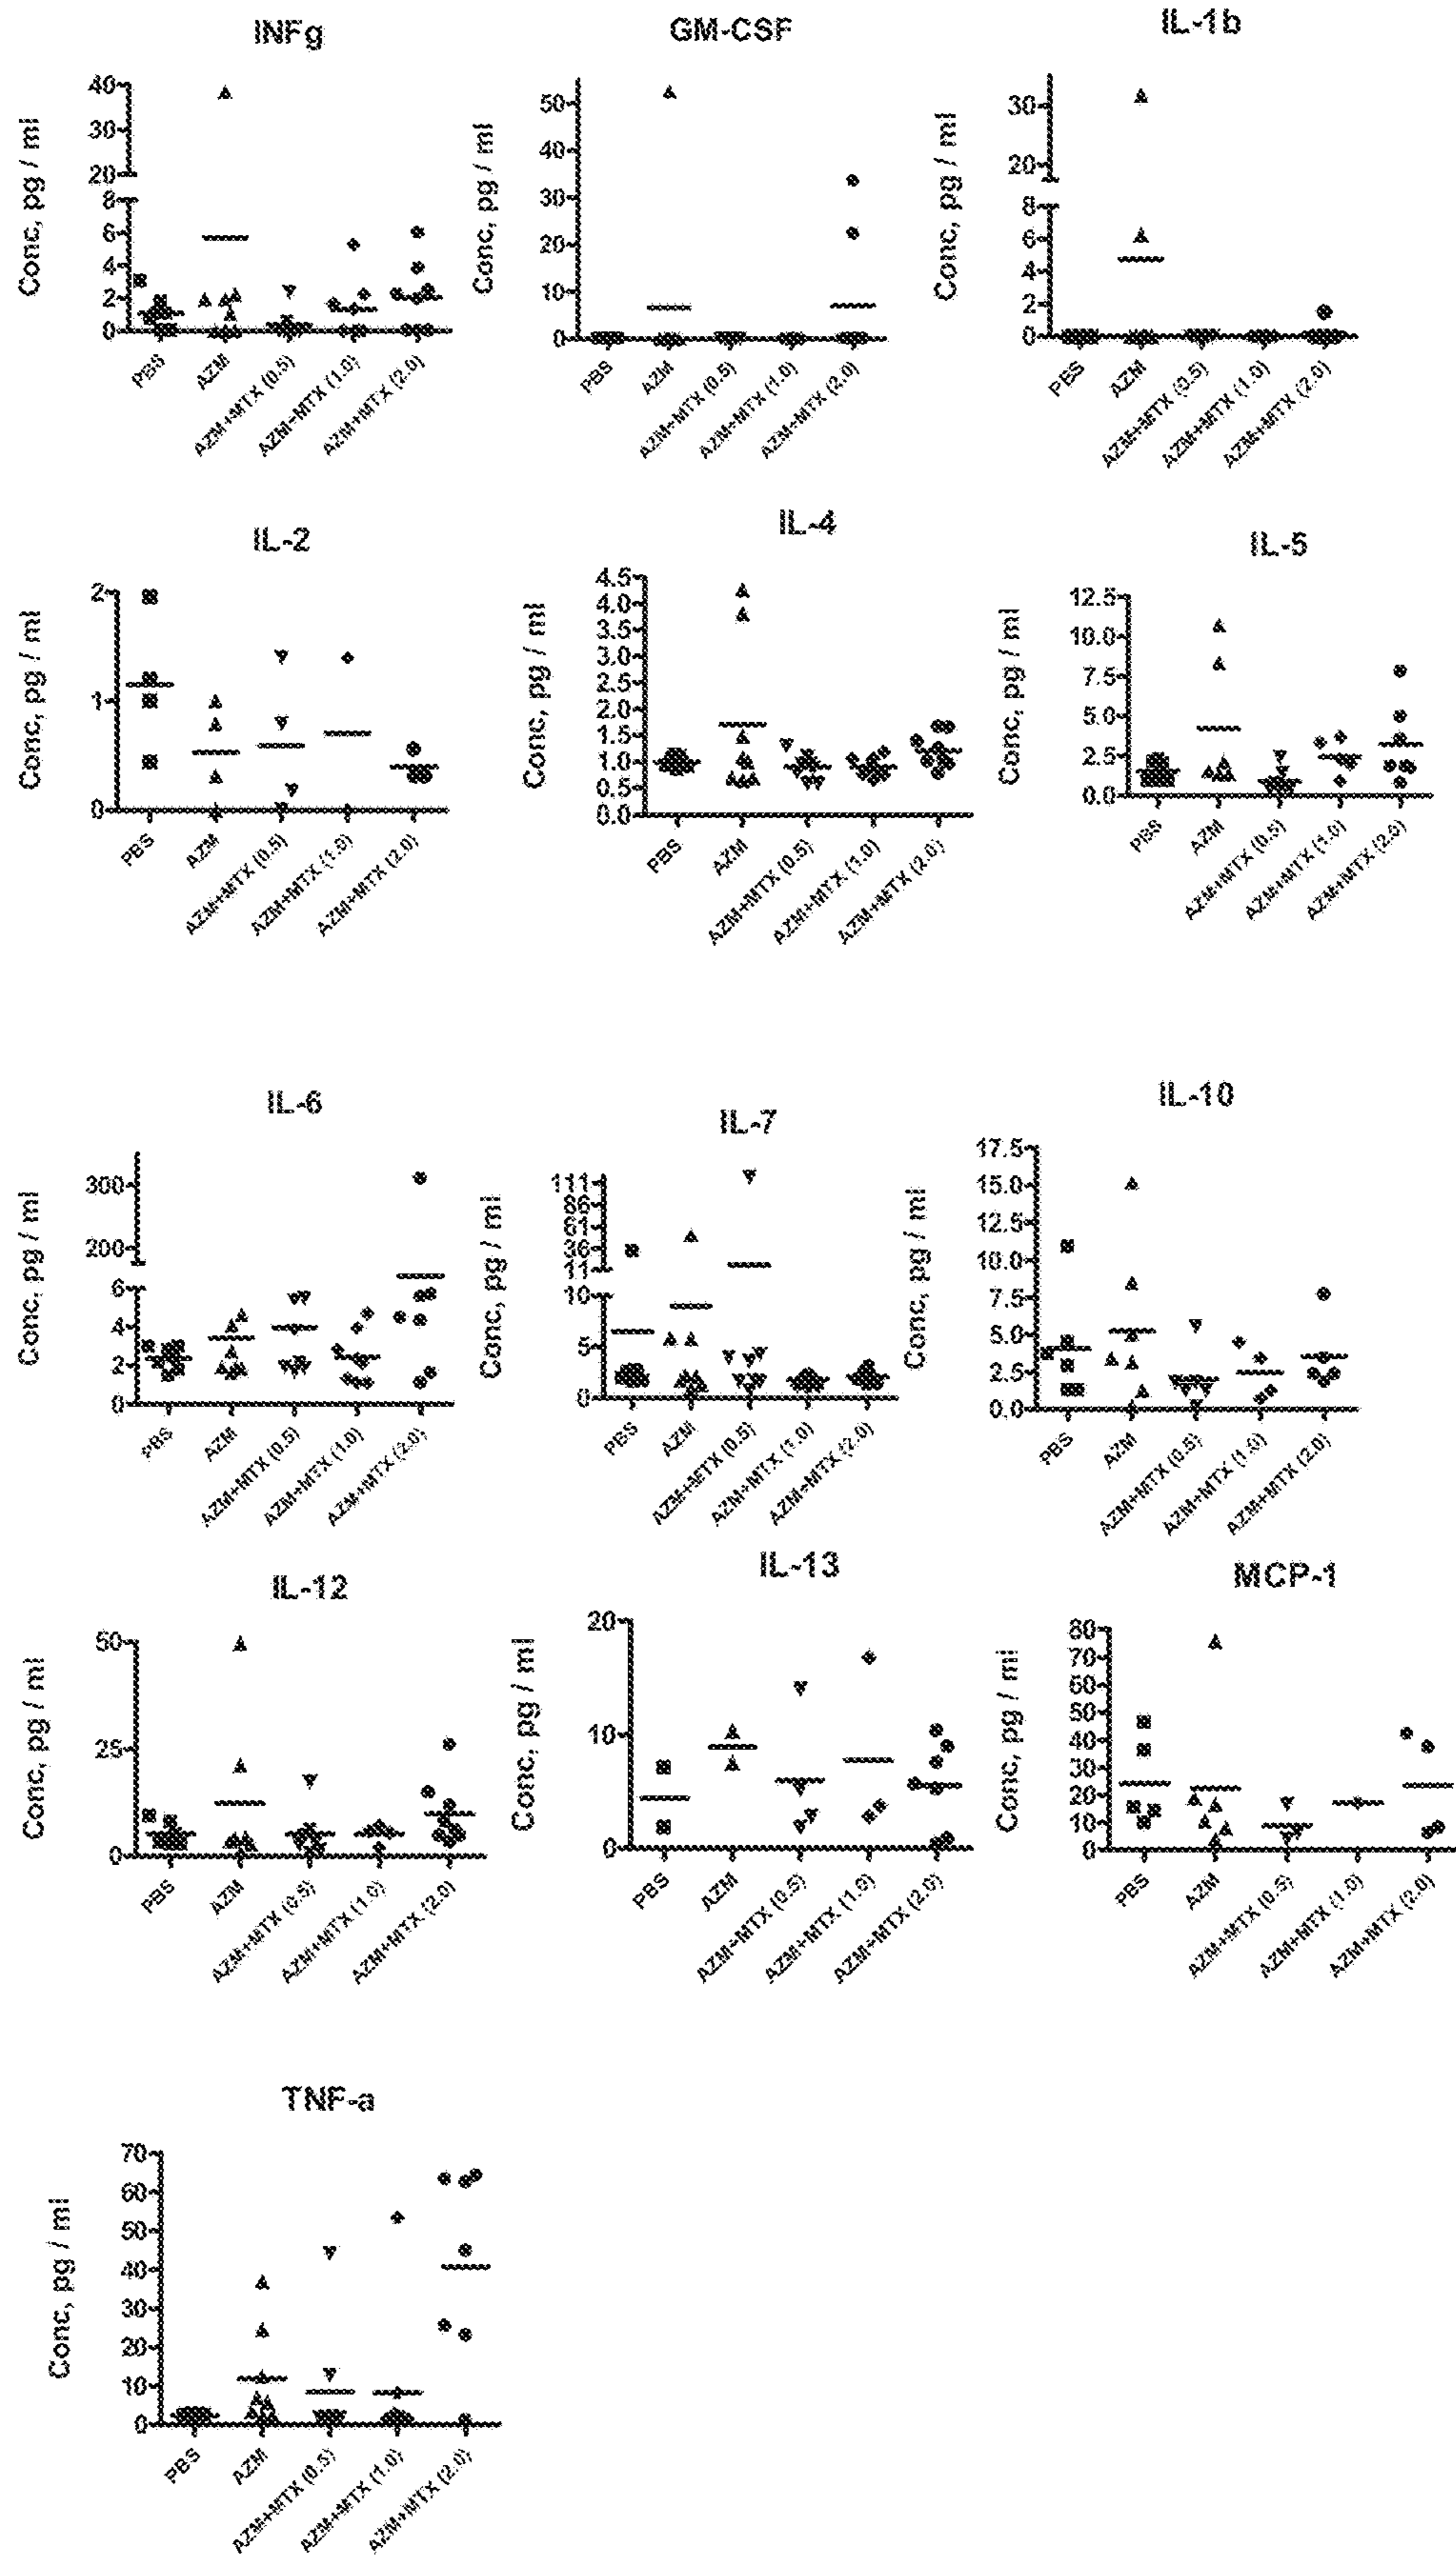 INFg
Conc, pg / ml
40
30
20
8
6
4
2
0
PBS
AZM
AZM+MTX (0.5)
AZM+MTX (1.0)
AZM+MTX (2.0)
GM-CSF
Conc, pg / ml
50
40
30
20
10
0
PBS
AZM
AZM+MTX (0.5)
AZM+MTX (1.0)
AZM+MTX (2.0)
IL-1b
Conc, pg / ml
30
20
8
6
4
2
0
PBS
AZM
AZM+MTX (0.5)
AZM+MTX (1.0)
AZM+MTX (2.0)
IL-2
Conc, pg / ml
2
1
0
PBS
AZM
AZM+MTX (0.5)
AZM+MTX (1.0)
AZM+MTX (2.0)
IL-4
Conc, pg / ml
4.5
4.0
3.5
3.0
2.5
2.0
1.5
1.0
0.5
0.0
PBS
AZM
AZM+MTX (0.5)
AZM+MTX (1.0)
AZM+MTX (2.0)
IL-5
Conc, pg / ml
12.5
10.0
7.5
5.0
2.5
0.0
PBS
AZM
AZM+MTX (0.5)
AZM+MTX (1.0)
AZM+MTX (2.0)
IL-6
Conc, pg / ml
300
200
6
4
2
0
PBS
AZM
AZM+MTX (0.5)
AZM+MTX (1.0)
AZM+MTX (2.0)
IL-7
Conc, pg / ml
111
86
61
36
11
10
5
0
PBS
AZM
AZM+MTX (0.5)
AZM+MTX (1.0)
AZM+MTX (2.0)
IL-10
Conc, pg / ml
17.5
15.0
12.5
10.0
7.5
5.0
2.5
0.0
PBS
AZM
AZM+MTX (0.5)
AZM+MTX (1.0)
AZM+MTX (2.0)
IL-12
Conc, pg / ml
50
25
0
PBS
AZM
AZM+MTX (0.5)
AZM+MTX (1.0)
AZM+MTX (2.0)
IL-13
Conc, pg / ml
20
10
0
PBS
AZM
AZM+MTX (0.5)
AZM+MTX (1.0)
AZM+MTX (2.0)
MCP-1
Conc, pg / ml
80
70
60
50
40
30
20
10
0
PBS
AZM
AZM+MTX (0.5)
AZM+MTX (1.0)
AZM+MTX (2.0)
TNF-a
Conc, pg / ml
70
60
50
40
30
20
10
0
PBS
AZM
AZM+MTX (0.5)
AZM+MTX (1.0)
AZM+MTX (2.0)